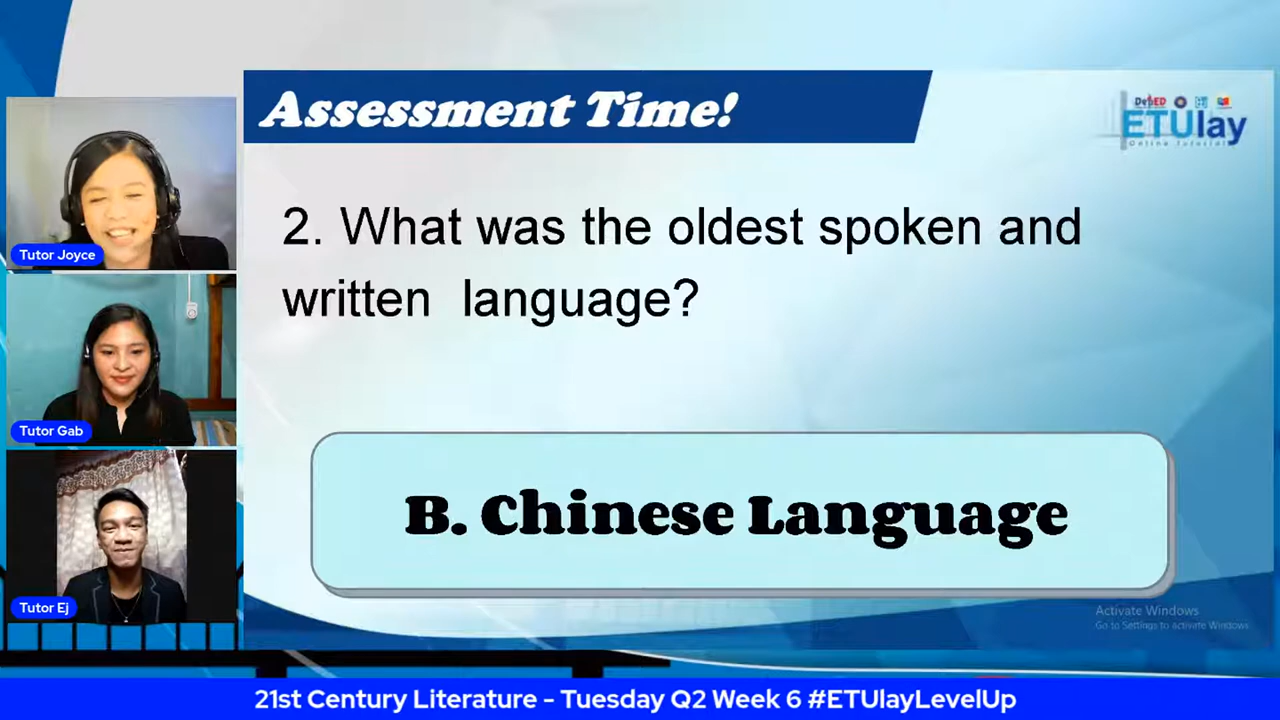 Assessment Time!
DepED
ETUlay
Online Tutorial
2. What was the oldest spoken and
written language?
B. Chinese Language
Tutor Joyce
Tutor Gab
Tutor Ej
Activate Windows
Go to Settings to activate Windows.
21st Century Literature - Tuesday Q2 Week 6 #ETUlayLevelUp